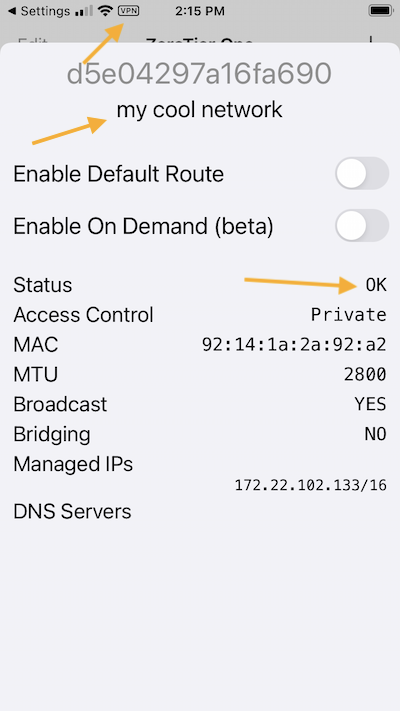 ◀ Settings VPN 2:15 PM
Edit ZeroTier One +
d5e04297a16fa690
my cool network
Enable Default Route
Enable On Demand (beta)
Status OK
Access Control Private
MAC 92:14:1a:2a:92:a2
MTU 2800
Broadcast YES
Bridging NO
Managed IPs
172.22.102.133/16
DNS Servers